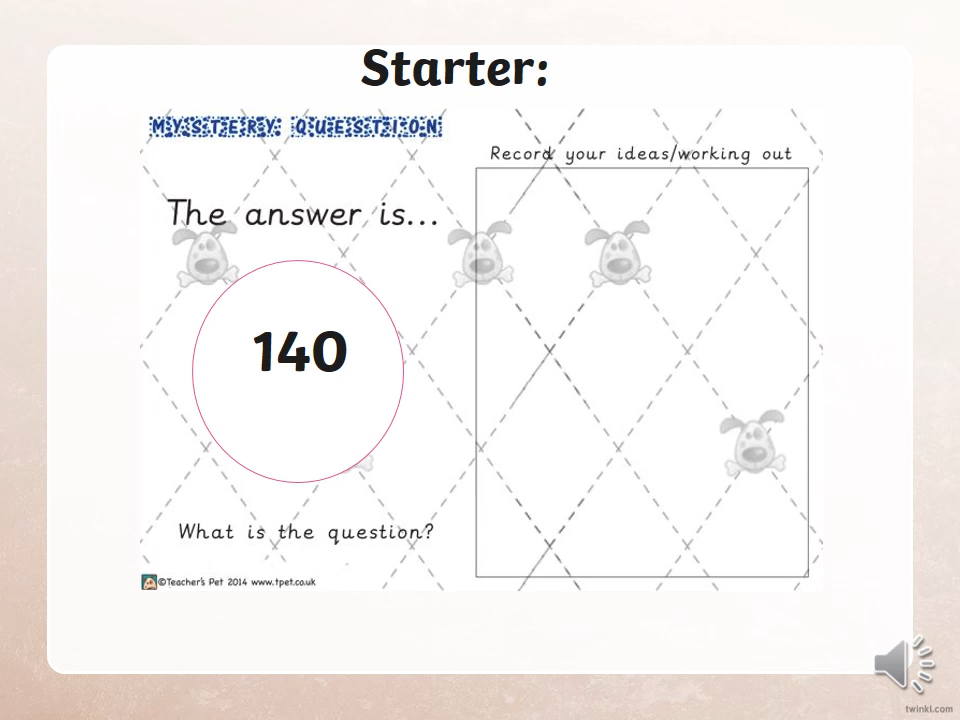 Starter:
MYSTERY QUESTION
Record your ideas/working out
The answer is...
140
What is the question?
©Teacher's Pet 2014 www.tpet.co.uk
twinkl.com